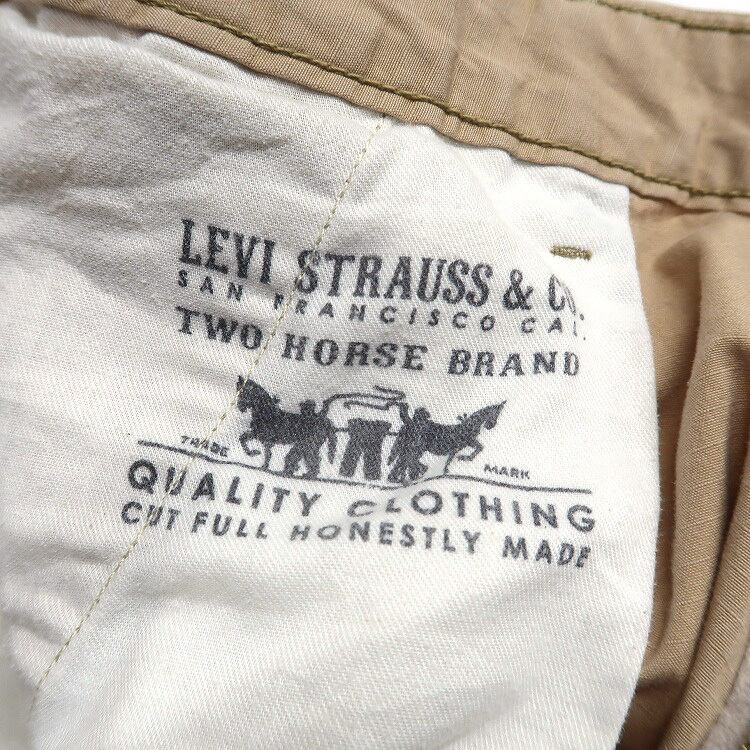 LEVI STRAUSS & CO.
SAN FRANCISCO CAL.
TWO HORSE BRAND
TRADE MARK
QUALITY CLOTHING
CUT FULL HONESTLY MADE